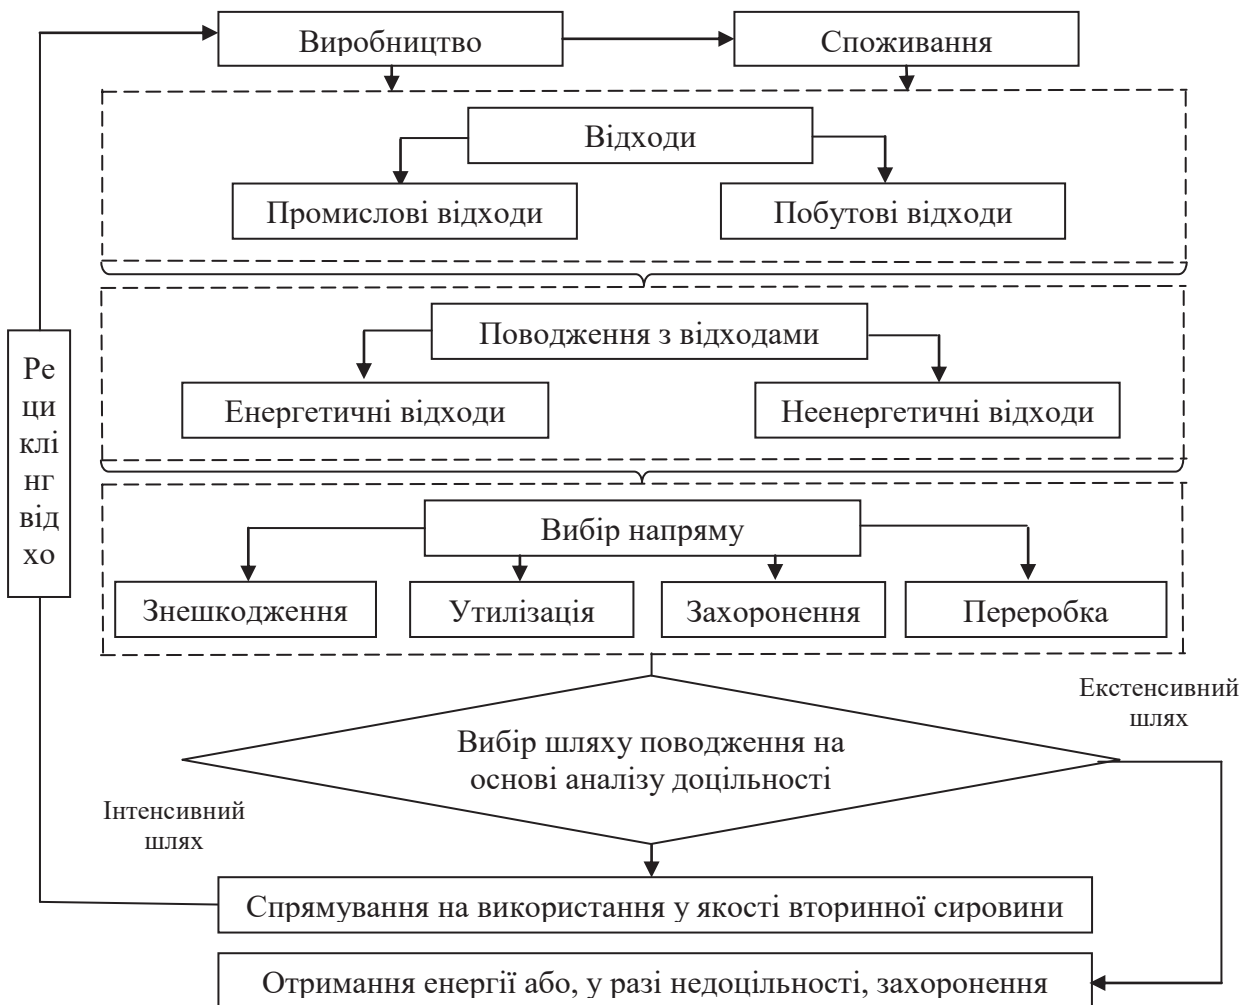 Виробництво
Споживання
Відходи
Промислові відходи
Побутові відходи
Поводження з відходами
Енергетичні відходи
Неенергетичні відходи
Ре
ци
клі
нг
від
хо
Вибір напряму
Знешкодження
Утилізація
Захоронення
Переробка
Екстенсивний
шлях
Вибір шляху поводження на
основі аналізу доцільності
Інтенсивний
шлях
Спрямування на використання у якості вторинної сировини
Отримання енергії або, у разі недоцільності, захоронення